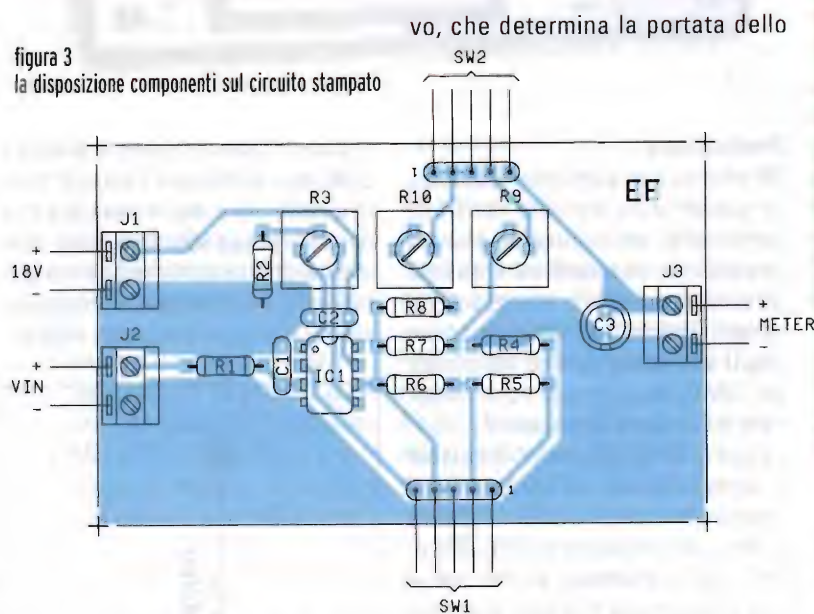 vo, che determina la portata dello
figura 3
la disposizione componenti sul circuito stampato
SW2
1
EF
R3
R10
R9
J1
+
18V
-
R2
J3
+
METER
-
R8
C3
C2
J2
+
VIN
-
R1
C1
IC1
R7
R4
R6
R5
1
SW1